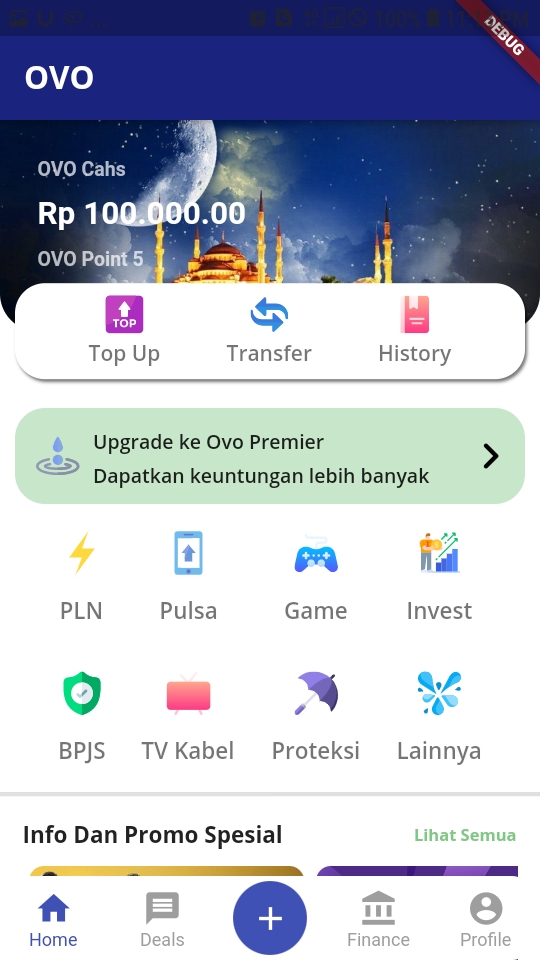 100%
DEBUG
OVO
OVO Cahs
Rp 100.000.00
OVO Point 5
TOP
Top Up
Transfer
History
Upgrade ke Ovo Premier
Dapatkan keuntungan lebih banyak
PLN
Pulsa
Game
Invest
BPJS
TV Kabel
Proteksi
Lainnya
Info Dan Promo Spesial
Lihat Semua
Home
Deals
Finance
Profile